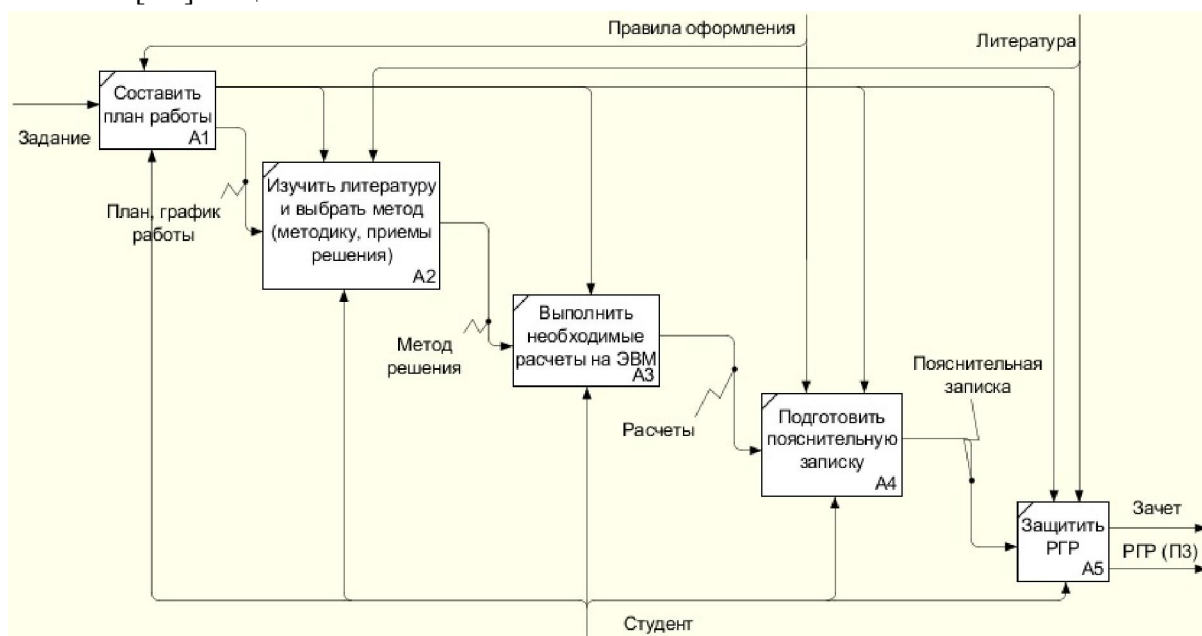 Правила оформления
Литература
Составить
план работы
A1
Задание
План, график
работы
Изучить литературу
и выбрать метод
(методику, приемы
решения)
A2
Метод
решения
Выполнить
необходимые
расчеты на ЭВМ
A3
Расчеты
Пояснительная
записка
Подготовить
пояснительную
записку
A4
Защитить
РГР
A5
Зачет
РГР (ПЗ)
Студент